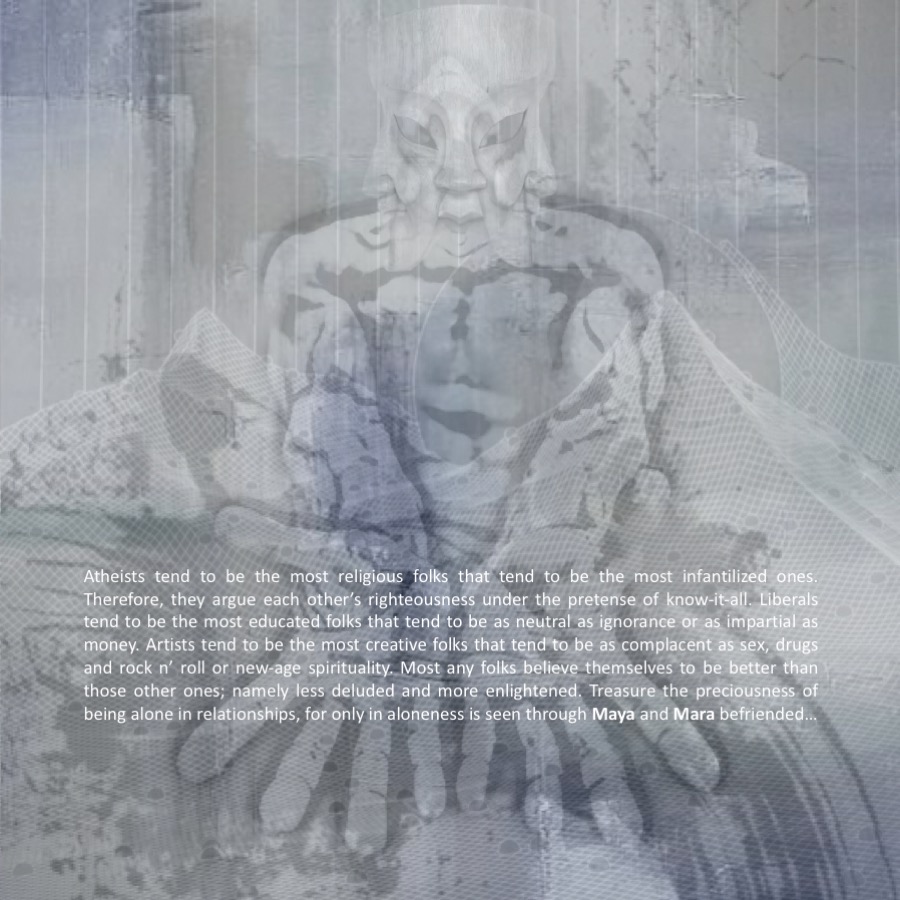 Atheists tend to be the most religious folks that tend to be the most infantilized ones.
Therefore, they argue each other’s righteousness under the pretense of know-it-all. Liberals
tend to be the most educated folks that tend to be as neutral as ignorance or as impartial as
money. Artists tend to be the most creative folks that tend to be as complacent as sex, drugs
and rock n’ roll or new-age spirituality. Most any folks believe themselves to be better than
those other ones; namely less deluded and more enlightened. Treasure the preciousness of
being alone in relationships, for only in aloneness is seen through Maya and Mara befriended…